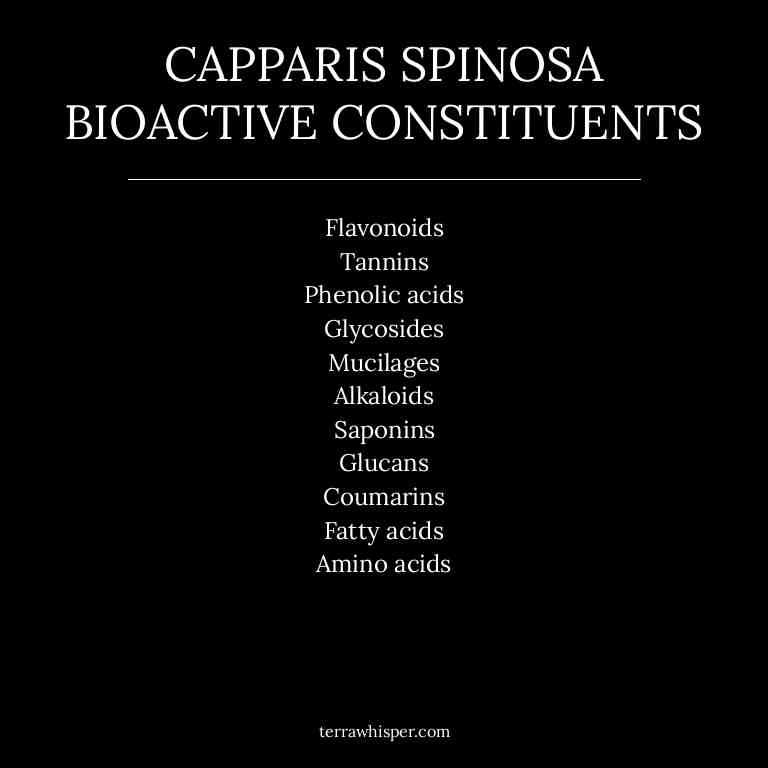 CAPPARIS SPINOSA
BIOACTIVE CONSTITUENTS
Flavonoids
Tannins
Phenolic acids
Glycosides
Mucilages
Alkaloids
Saponins
Glucans
Coumarins
Fatty acids
Amino acids
terrawhisper.com